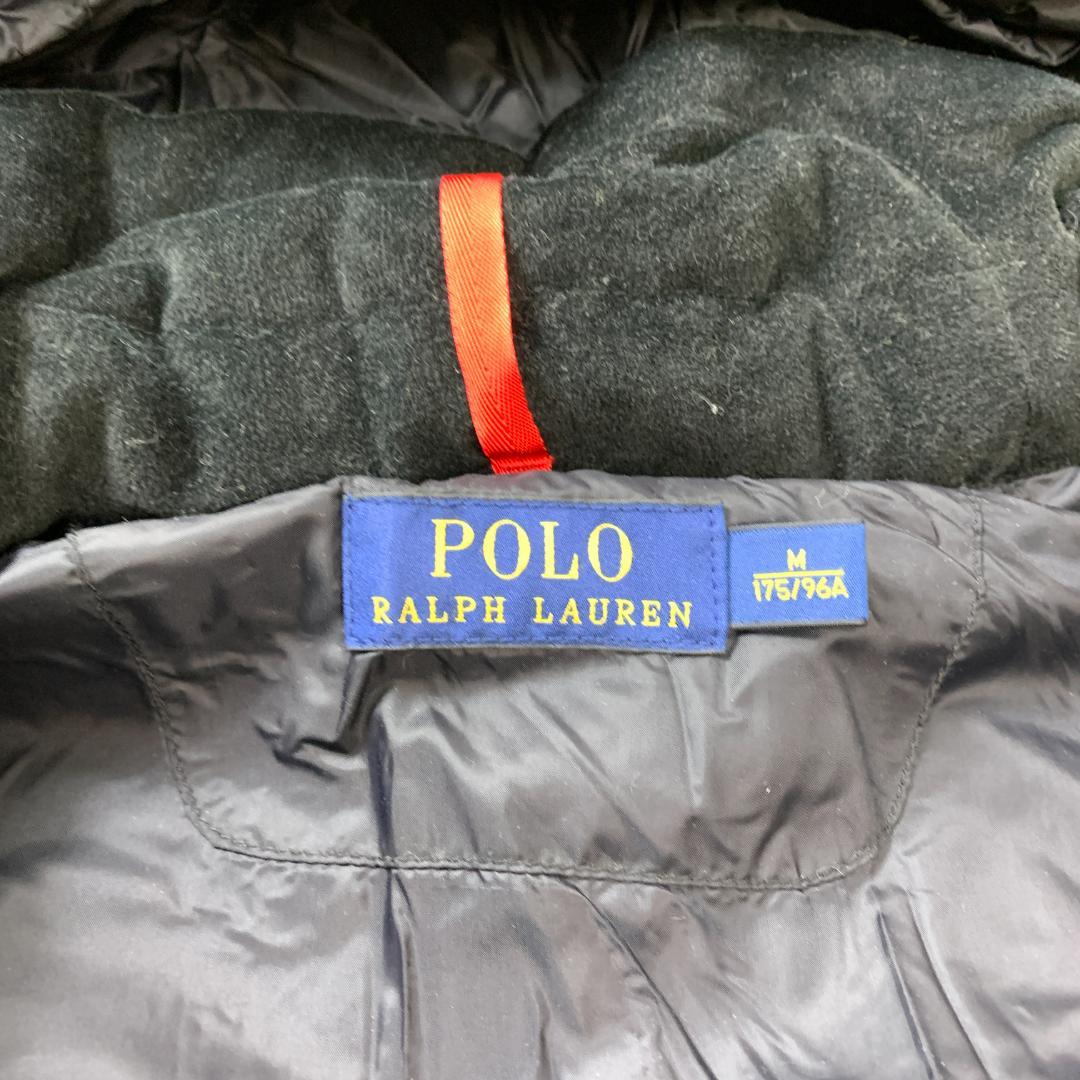 POLO
RALPH LAUREN
M
175/96A